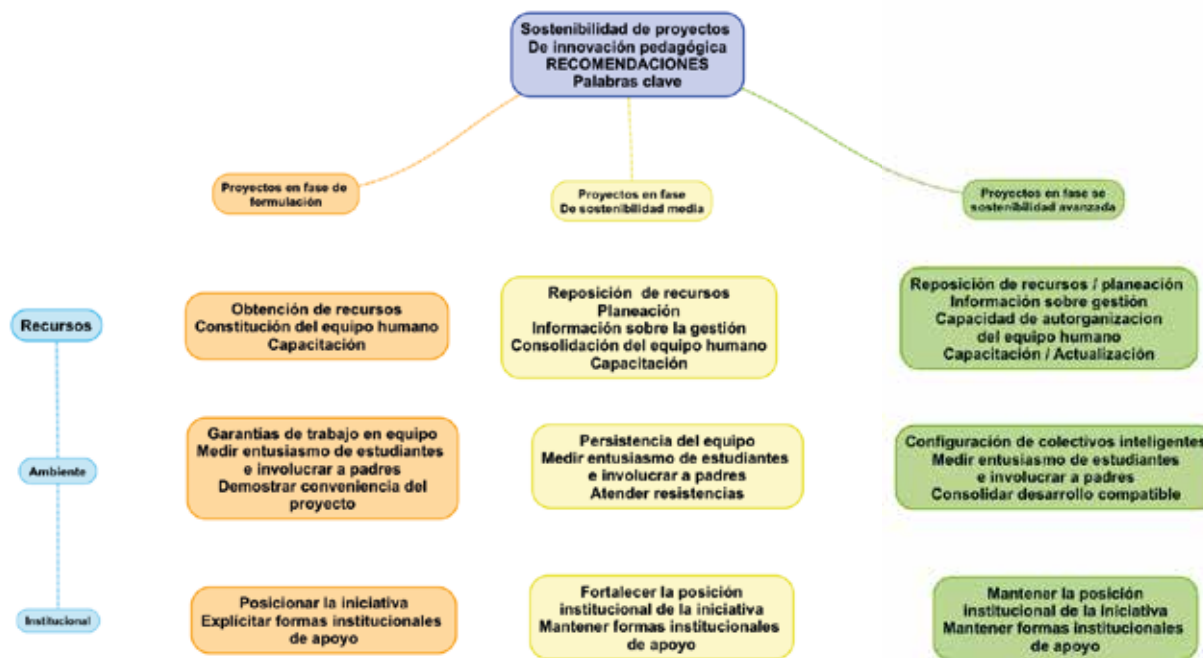 Sostenibilidad de proyectos
De innovación pedagógica
RECOMENDACIONES
Palabras clave
Proyectos en fase de
formulación
Proyectos en fase
De sostenibilidad media
Proyectos en fase se
sostenibilidad avanzada
Recursos
Obtención de recursos
Constitución del equipo humano
Capacitación
Reposición de recursos
Planeación
Información sobre la gestión
Consolidación del equipo humano
Capacitación
Reposición de recursos / planeación
Información sobre gestión
Capacidad de autorganizacion
del equipo humano
Capacitación / Actualización
Ambiente
Garantías de trabajo en equipo
Medir entusiasmo de estudiantes
e involucrar a padres
Demostrar conveniencia del
proyecto
Persistencia del equipo
Medir entusiasmo de estudiantes
e involucrar a padres
Atender resistencias
Configuración de colectivos inteligentes
Medir entusiasmo de estudiantes
e involucrar a padres
Consolidar desarrollo compatible
Institucional
Posicionar la iniciativa
Explicitar formas institucionales
de apoyo
Fortalecer la posición
institucional de la iniciativa
Mantener formas institucionales
de apoyo
Mantener la posición
institucional de la iniciativa
Mantener formas institucionales
de apoyo